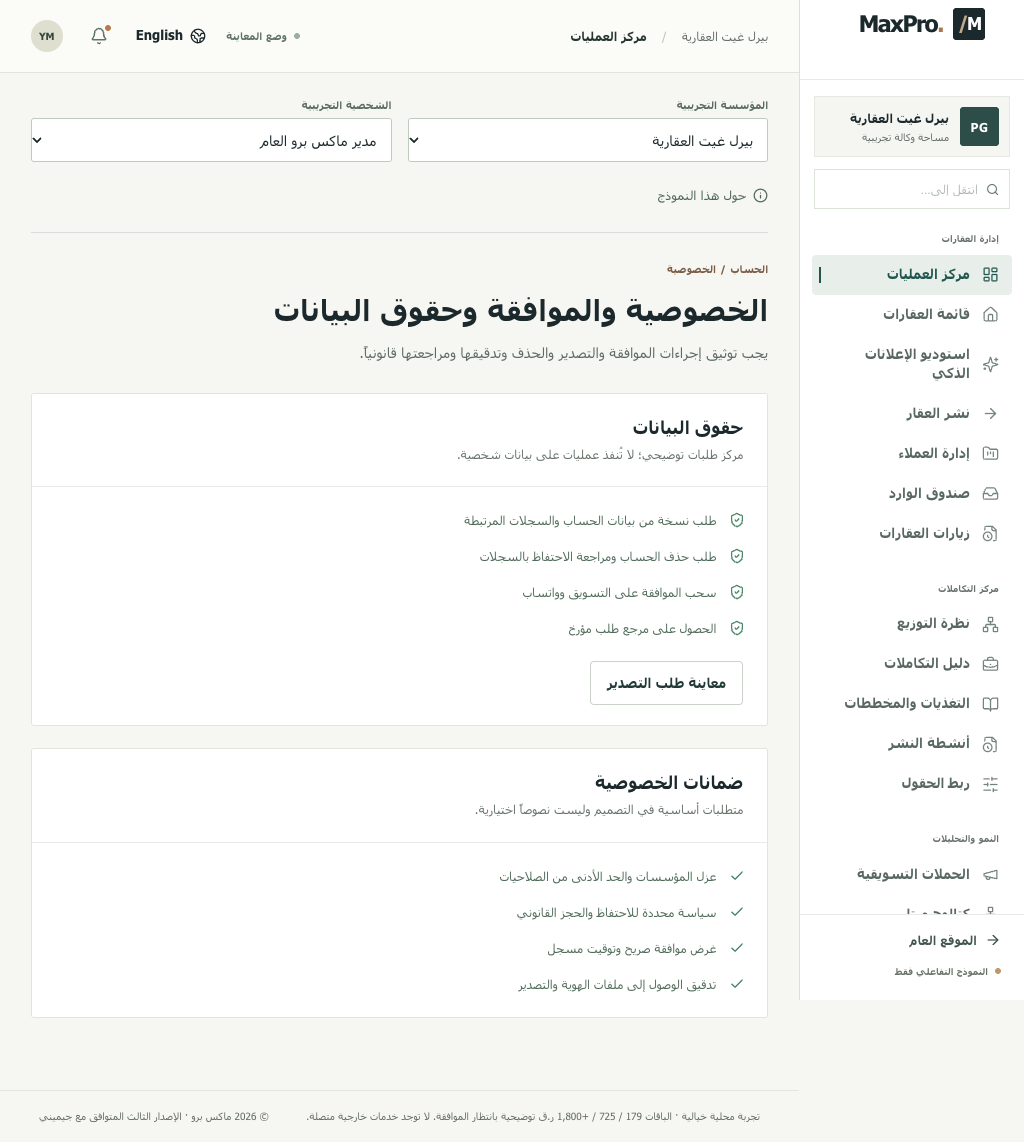 MaxPro.
/M
بيرل غيت العقارية
مساحة وكالة تجريبية
PG
انتقل إلى...
إدارة العقارات
مركز العمليات
قائمة العقارات
استوديو الإعلانات
الذكي
نشر العقار
إدارة العملاء
صندوق الوارد
زيارات العقارات
مركز التكاملات
نظرة التوزيع
دليل التكاملات
التغذيات والمخططات
أنشطة النشر
ربط الحقول
النمو والتحليلات
الحملات التسويقية
الموقع العام
النموذج التفاعلي فقط
بيرل غيت العقارية / مركز العمليات
وضع المعاينة
English
YM
المؤسسة التجريبية
بيرل غيت العقارية
الشخصية التجريبية
مدير ماكس برو العام
حول هذا النموذج
الحساب / الخصوصية
الخصوصية والموافقة وحقوق البيانات
يجب توثيق إجراءات الموافقة والتصدير والحذف وتدقيقها ومراجعتها قانونياً.
حقوق البيانات
مركز طلبات توضيحي؛ لا تُنفذ عمليات على بيانات شخصية.
طلب نسخة من بيانات الحساب والسجلات المرتبطة
طلب حذف الحساب ومراجعة الاحتفاظ بالسجلات
سحب الموافقة على التسويق وواتساب
الحصول على مرجع طلب مؤرخ
معاينة طلب التصدير
ضمانات الخصوصية
متطلبات أساسية في التصميم وليست نصوصاً اختيارية.
عزل المؤسسات والحد الأدنى من الصلاحيات
سياسة محددة للاحتفاظ والحجز القانوني
غرض موافقة صريح وتوقيت مسجل
تدقيق الوصول إلى ملفات الهوية والتصدير
تجربة محلية خيالية · الباقات 179 / 725 / +1,800 ر.ق توضيحية بانتظار الموافقة. لا توجد خدمات خارجية متصلة.
© 2026 ماكس برو · الإصدار الثالث المتوافق مع جيميني